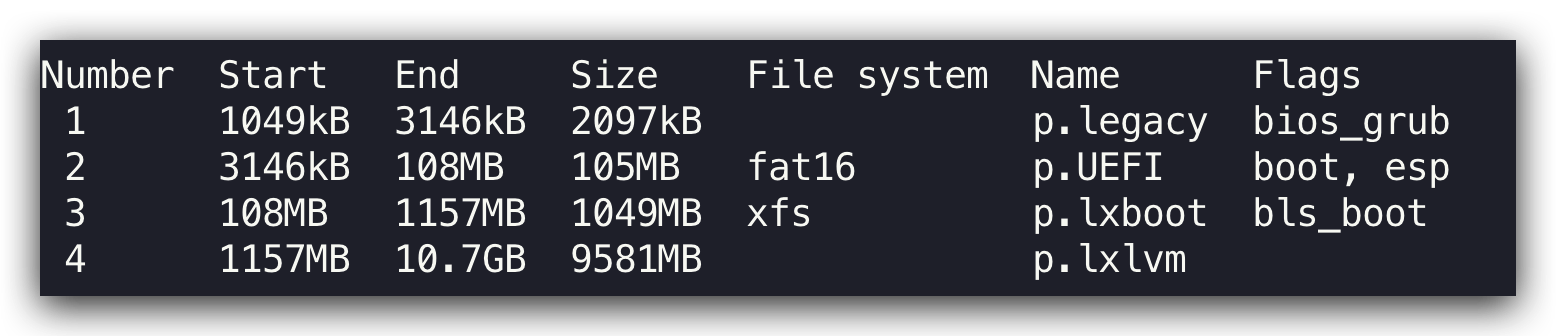 Number  Start   End     Size    File system  Name      Flags
 1      1049kB  3146kB  2097kB               p.legacy  bios_grub
 2      3146kB  108MB   105MB   fat16        p.UEFI    boot, esp
 3      108MB   1157MB  1049MB  xfs          p.lxboot  bls_boot
 4      1157MB  10.7GB  9581MB               p.lxlvm